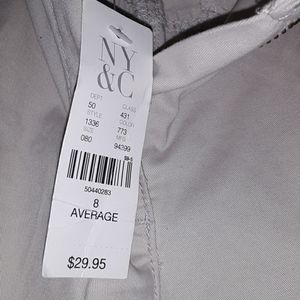 NY
&C
DEPT CLASS
50 431
STYLE COLOR
1336 773
SIZE MFG
080 94399
50440283
8
AVERAGE
$29.95